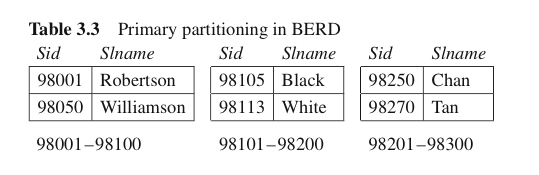 Table 3.3 Primary partitioning in BERD
Sid Slname Sid Slname Sid Slname
98001 Robertson 98105 Black 98250 Chan
98050 Williamson 98113 White 98270 Tan
98001–98100 98101–98200 98201–98300